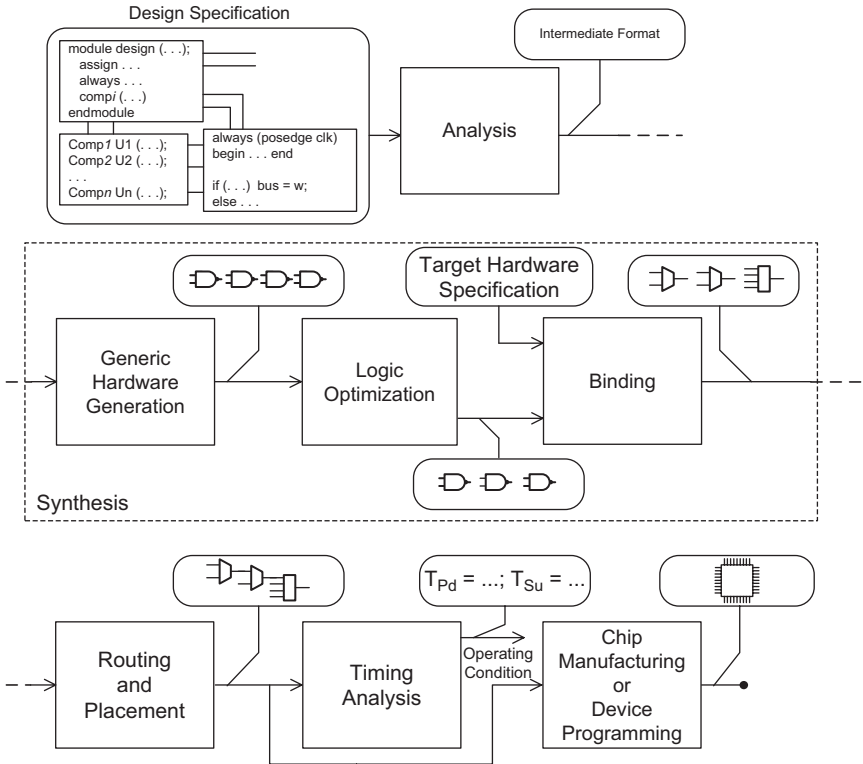 Design Specification
module design (. . .);
assign . . .
always . . .
compi (. . .)
endmodule
Comp1 U1 (. . .);
Comp2 U2 (. . .);
. . .
Compn Un (. . .);
always (posedge clk)
begin . . . end
if (. . .) bus = w;
else . . .
Analysis
Intermediate Format
Generic
Hardware
Generation
Logic
Optimization
Target Hardware
Specification
Binding
Synthesis
Routing
and
Placement
Timing
Analysis
TPd = ...; TSu = ...
Operating
Condition
Chip
Manufacturing
or
Device
Programming